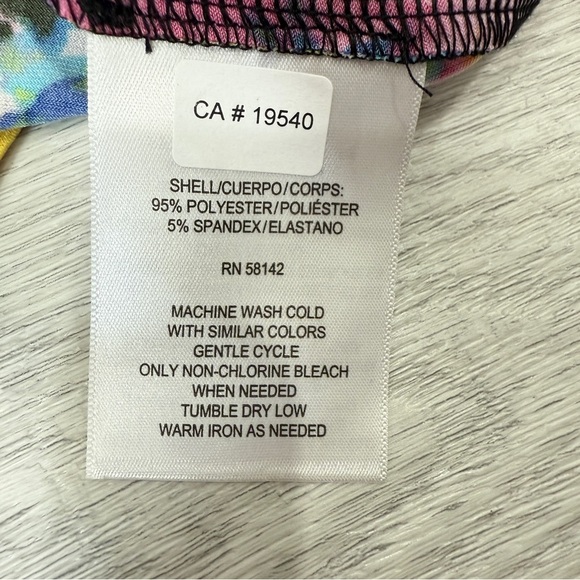 CA # 19540
SHELL/CUERPO/CORPS:
95% POLYESTER/POLIÉSTER
5% SPANDEX/ELASTANO
RN 58142
MACHINE WASH COLD
WITH SIMILAR COLORS
GENTLE CYCLE
ONLY NON-CHLORINE BLEACH
WHEN NEEDED
TUMBLE DRY LOW
WARM IRON AS NEEDED